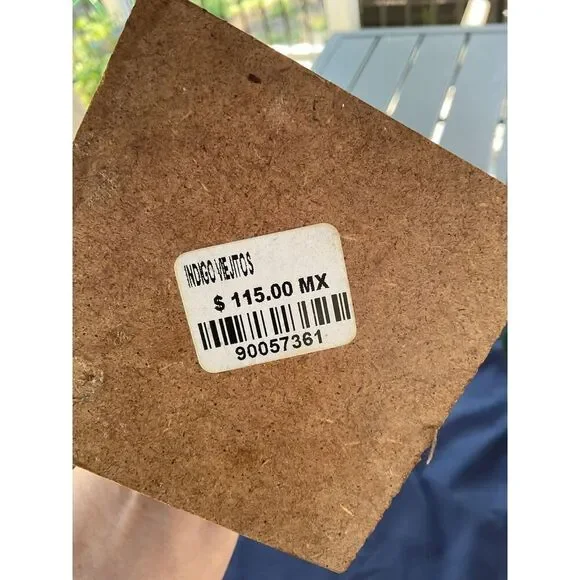 INDIGO VIEJITOS
$ 115.00 MX
90057361